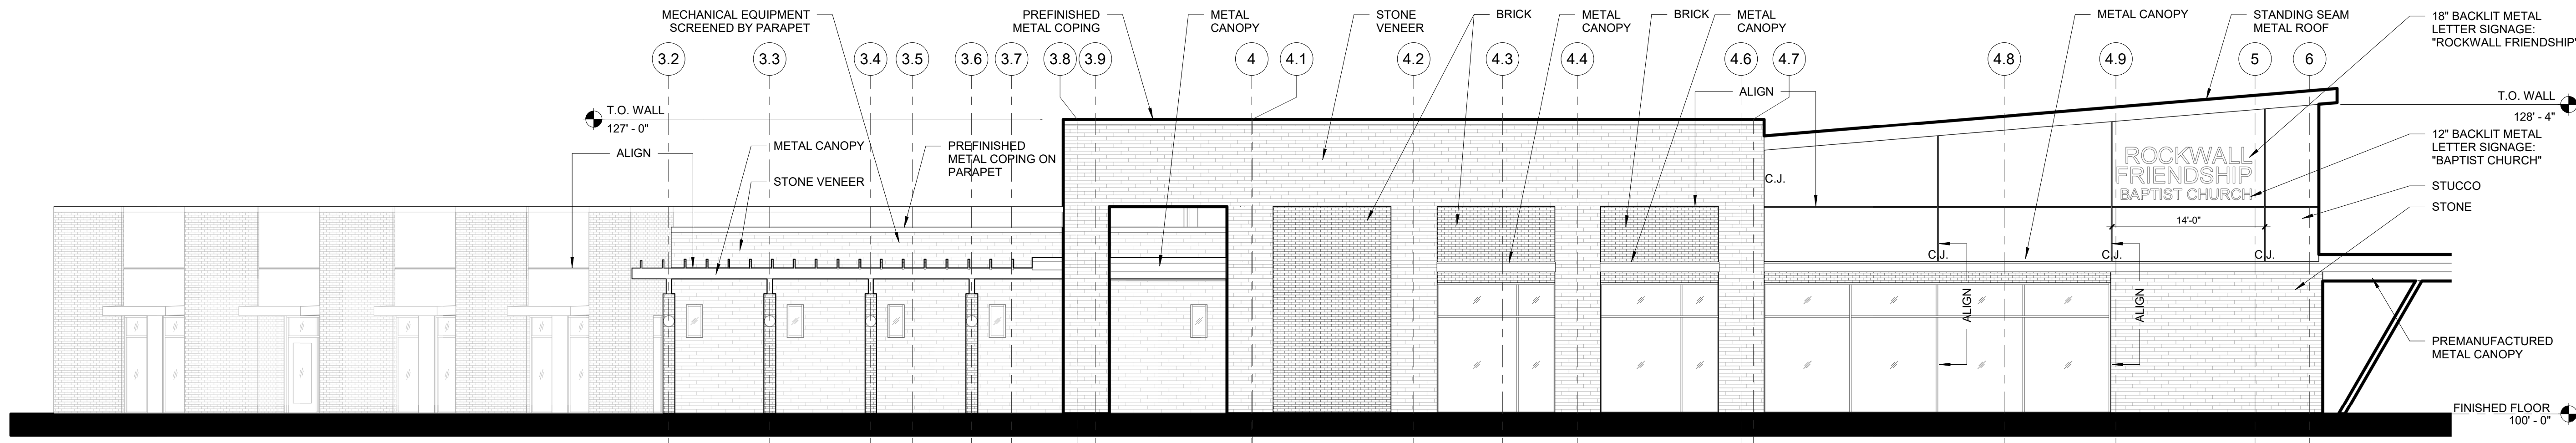 MECHANICAL EQUIPMENT
SCREENED BY PARAPET
PREFINISHED
METAL COPING
METAL
CANOPY
STONE
VENEER
BRICK
METAL
CANOPY
BRICK
METAL
CANOPY
METAL CANOPY
STANDING SEAM
METAL ROOF
18" BACKLIT METAL
LETTER SIGNAGE:
"ROCKWALL FRIENDSHIP"
3.2
3.3
3.4
3.5
3.6
3.7
3.8
3.9
4
4.1
4.2
4.3
4.4
4.6
4.7
4.8
4.9
5
6
T.O. WALL
127' - 0"
ALIGN
T.O. WALL
128' - 4"
ALIGN
METAL CANOPY
STONE VENEER
PREFINISHED
METAL COPING ON
PARAPET
12" BACKLIT METAL
LETTER SIGNAGE:
"BAPTIST CHURCH"
ROCKWALL
FRIENDSHIP
BAPTIST CHURCH
C.J.
STUCCO
STONE
14'-0"
C.J.
C.J.
C.J.
ALIGN
ALIGN
PREMANUFACTURED
METAL CANOPY
FINISHED FLOOR
100' - 0"